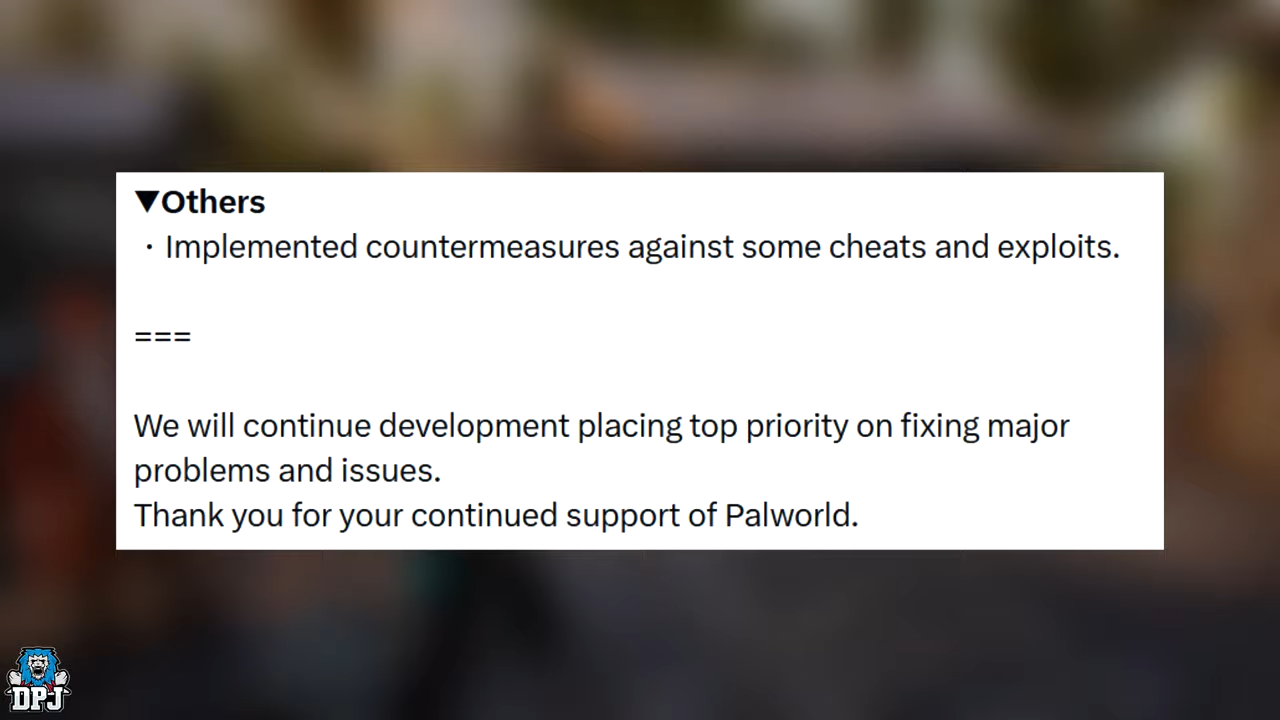 ▼Others
・Implemented countermeasures against some cheats and exploits.
===
We will continue development placing top priority on fixing major
problems and issues.
Thank you for your continued support of Palworld.
DPJ